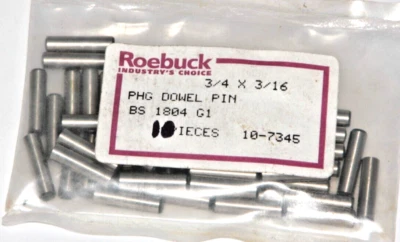 Roebuck
INDUSTRY'S CHOICE
3/4 X 3/16
PHG DOWEL PIN
BS 1804 G1
10 PIECES 10-7345